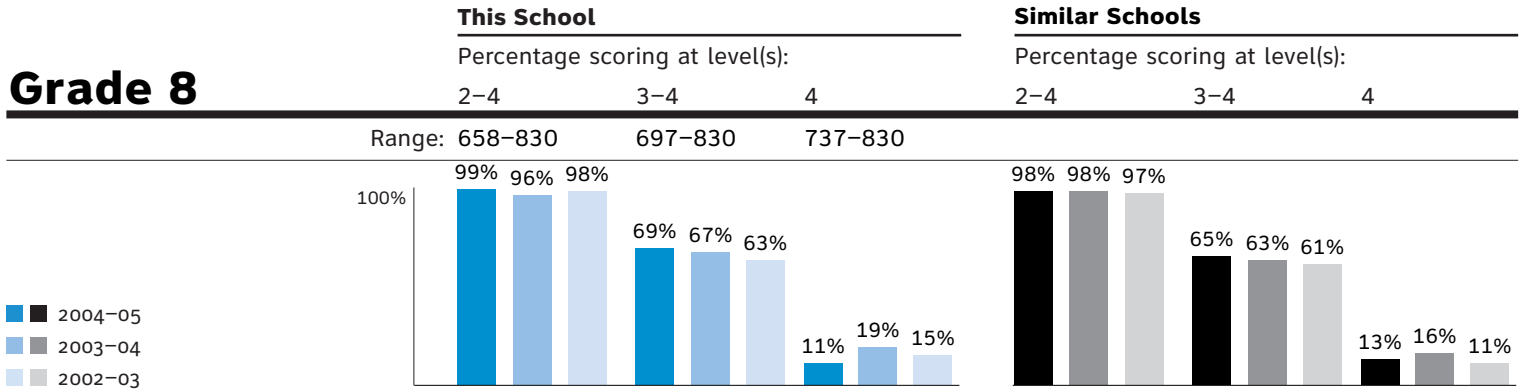 This School Similar Schools
Percentage scoring at level(s): Percentage scoring at level(s):
Grade 8 2–4 3–4 4 2–4 3–4 4
Range: 658–830 697–830 737–830
99% 96% 98% 98% 98% 97%
100%
69% 67% 63% 65% 63% 61%
2004–05
11% 19% 15% 13% 16% 11%
2003–04
2002–03